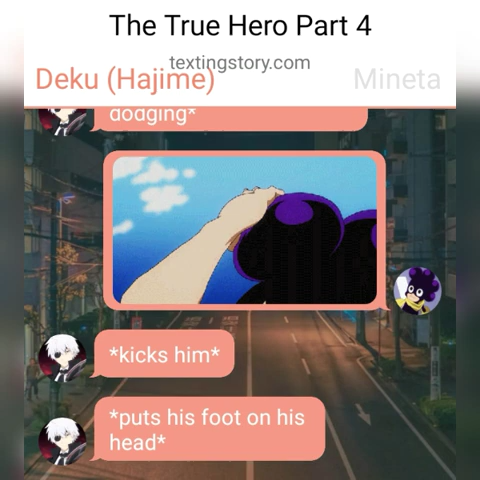 The True Hero Part 4
textingstory.com
Deku (Hajime)
Mineta
dodging*
*kicks him*
*puts his foot on his
head*